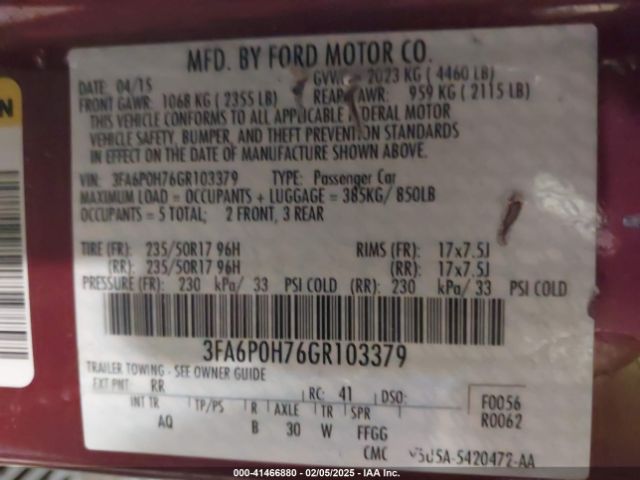 MFD. BY FORD MOTOR CO.
DATE: 04/15 GVWR: 2023 KG ( 4460 LB)
FRONT GAWR: 1068 KG ( 2355 LB) REAR GAWR: 959 KG ( 2115 LB)
THIS VEHICLE CONFORMS TO ALL APPLICABLE FEDERAL MOTOR
VEHICLE SAFETY, BUMPER, AND THEFT PREVENTION STANDARDS
IN EFFECT ON THE DATE OF MANUFACTURE SHOWN ABOVE.
VIN: 3FA6P0H76GR103379 TYPE: Passenger Car
MAXIMUM LOAD = OCCUPANTS + LUGGAGE = 385KG/ 850LB
OCCUPANTS = 5 TOTAL; 2 FRONT, 3 REAR
TIRE (FR): 235/50R17 96H RIMS (FR): 17x7.5J
(RR): 235/50R17 96H (RR): 17x7.5J
PRESSURE (FR): 230 kPa/ 33 PSI COLD (RR): 230 kPa/ 33 PSI COLD
3FA6P0H76GR103379
TRAILER TOWING - SEE OWNER GUIDE
EXT PNT: RR RC: 41 DSO: F0056
INT TR TP/PS R AXLE TR SPR R0062
AQ B 30 W FFGG
CMC 5420472-AA
000-41466880 - 02/05/2025 - IAA Inc.